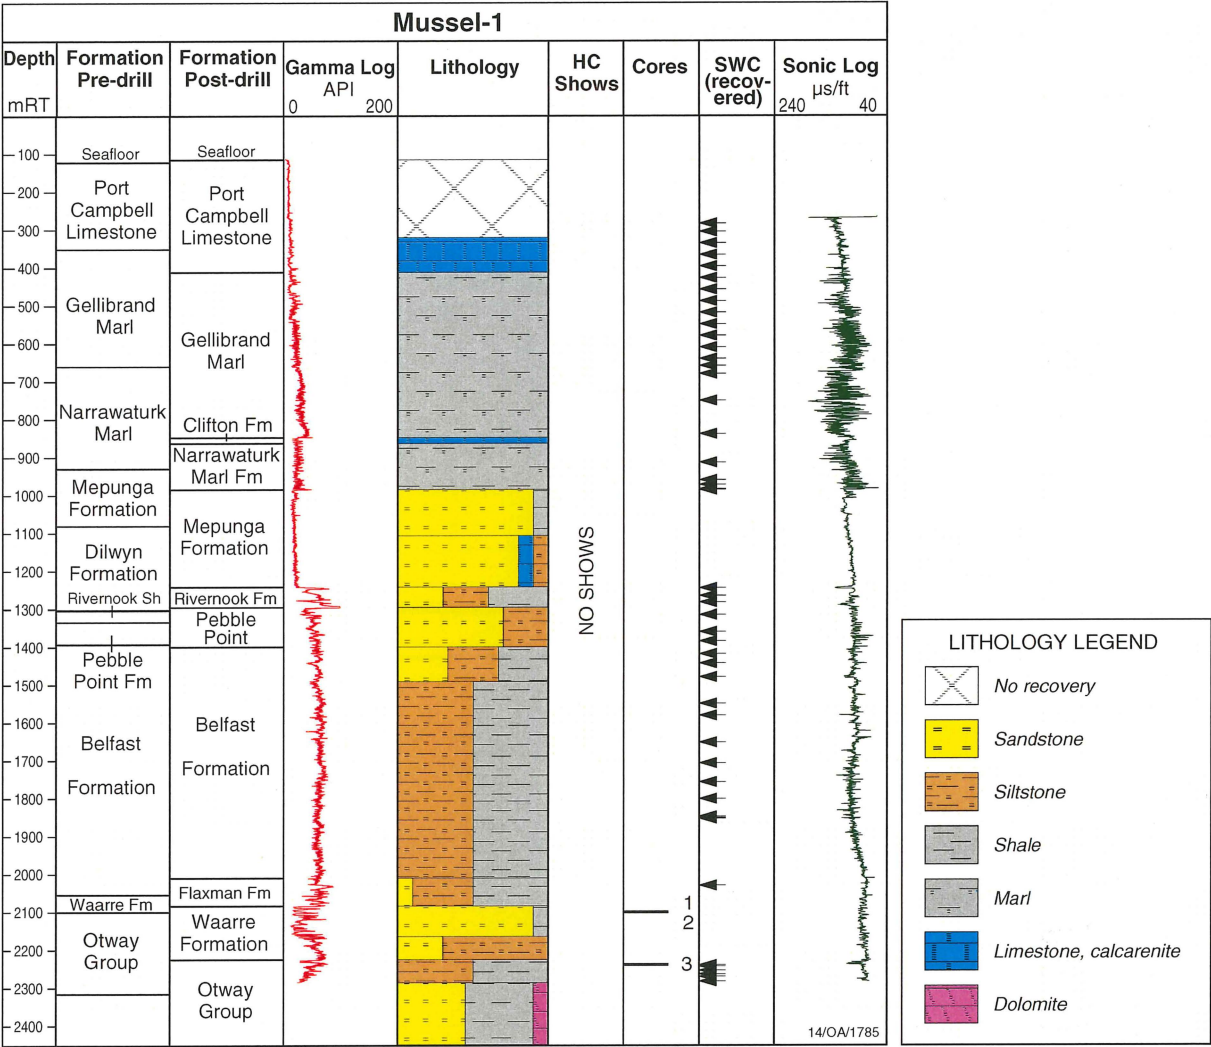 Mussel-1
Depth
mRT
Formation
Pre-drill
Formation
Post-drill
Gamma Log
API
0 200
Lithology
HC
Shows
Cores
SWC
(recov-
ered)
Sonic Log
µs/ft
240 40
100
200
300
400
500
600
700
800
900
1000
1100
1200
1300
1400
1500
1600
1700
1800
1900
2000
2100
2200
2300
2400
Seafloor
Port
Campbell
Limestone
Gellibrand
Marl
Narrawaturk
Marl
Mepunga
Formation
Dilwyn
Formation
Rivernook Sh
Pebble
Point Fm
Belfast
Formation
Waarre Fm
Otway
Group
Seafloor
Port
Campbell
Limestone
Gellibrand
Marl
Clifton Fm
Narrawaturk
Marl Fm
Mepunga
Formation
Rivernook Fm
Pebble
Point
Belfast
Formation
Flaxman Fm
Waarre
Formation
Otway
Group
NO SHOWS
1
2
3
14/OA/1785
LITHOLOGY LEGEND
No recovery
Sandstone
Siltstone
Shale
Marl
Limestone, calcarenite
Dolomite